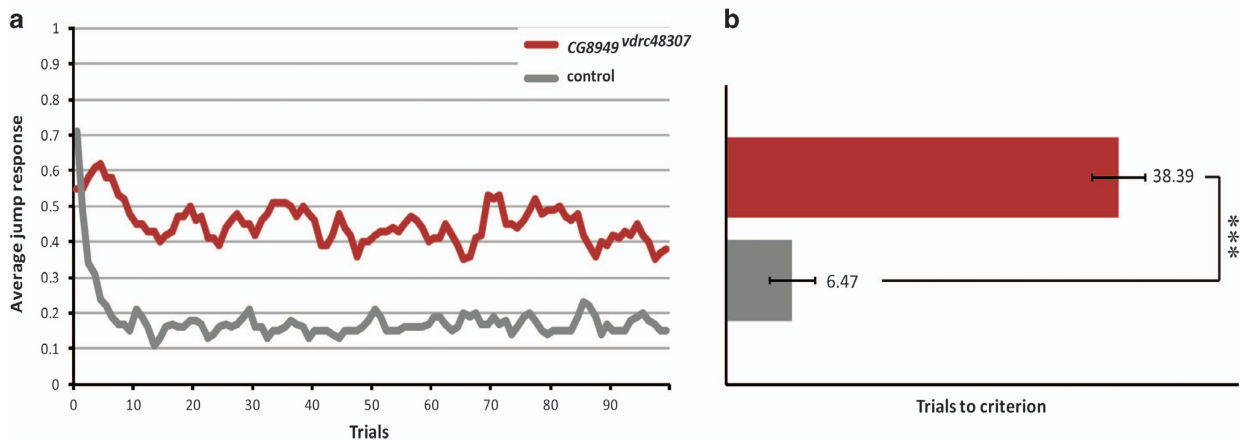 a
Average jump response
1
0.9
0.8
0.7
0.6
0.5
0.4
0.3
0.2
0.1
0
CG8949 vdrc48307
control
0 10 20 30 40 50 60 70 80 90
Trials
b
38.39
6.47
***
Trials to criterion